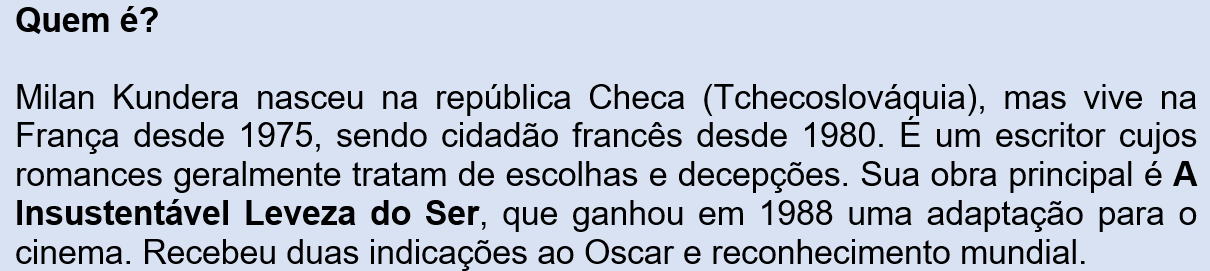 Quem é?
Milan Kundera nasceu na república Checa (Tchecoslováquia), mas vive na
França desde 1975, sendo cidadão francês desde 1980. É um escritor cujos
romances geralmente tratam de escolhas e decepções. Sua obra principal é A
Insustentável Leveza do Ser, que ganhou em 1988 uma adaptação para o
cinema. Recebeu duas indicações ao Oscar e reconhecimento mundial.